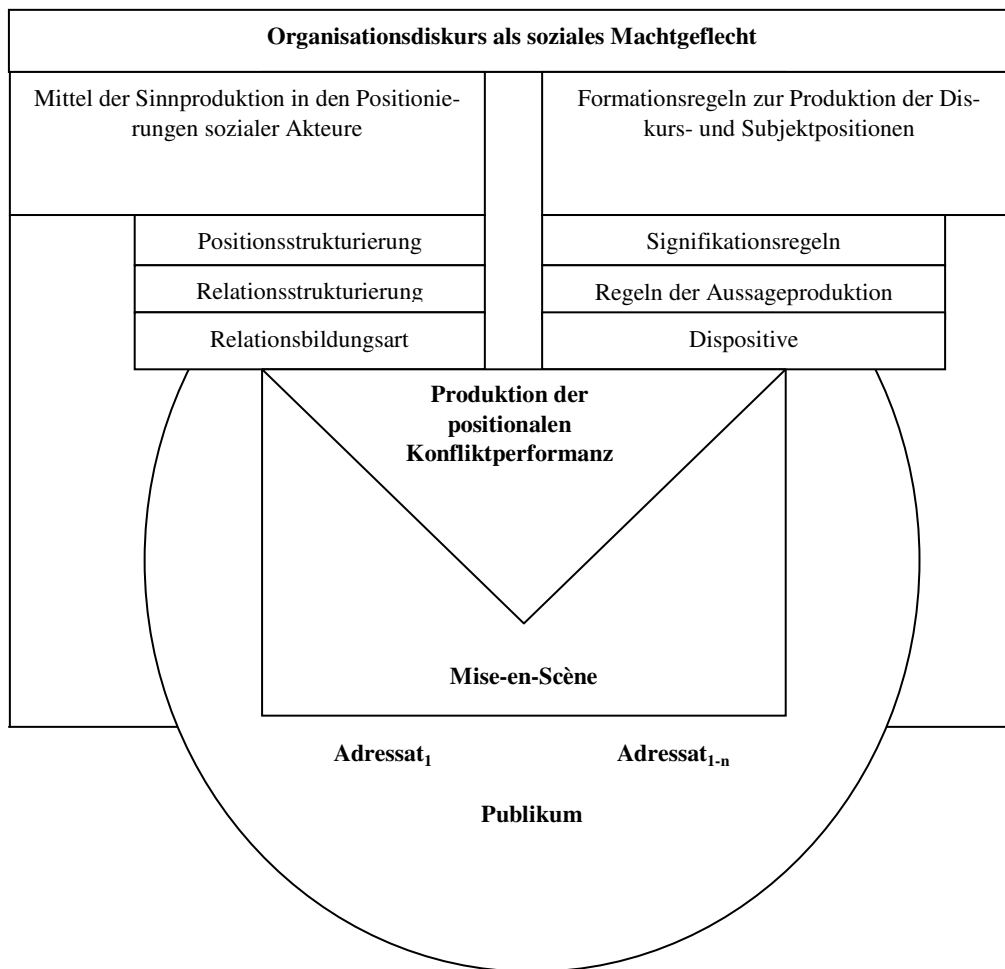 Organisationsdiskurs als soziales Machtgeflecht
Mittel der Sinnproduktion in den Positionie-
rungen sozialer Akteure
Formationsregeln zur Produktion der Dis-
kurs- und Subjektpositionen
Positionsstrukturierung
Relationsstrukturierung
Relationsbildungsart
Signifikationsregeln
Regeln der Aussageproduktion
Dispositive
Produktion der
positionalen
Konfliktperformanz
Mise-en-Scène
Adressat₁
Adressat₁₋ₙ
Publikum